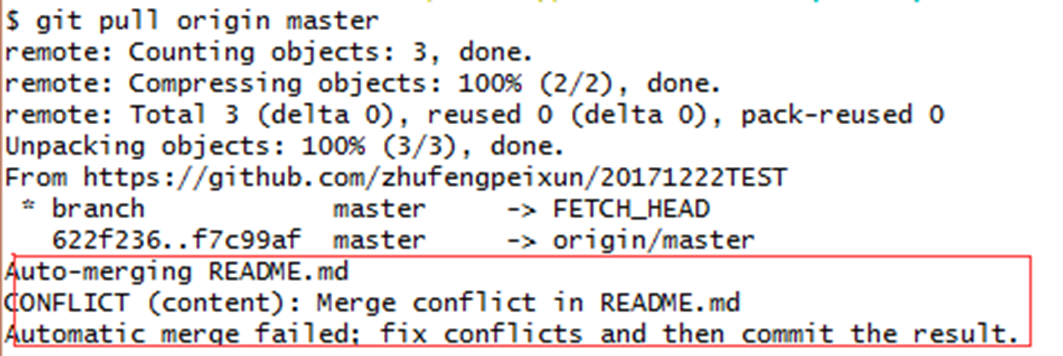 $ git pull origin master
remote: Counting objects: 3, done.
remote: Compressing objects: 100% (2/2), done.
remote: Total 3 (delta 0), reused 0 (delta 0), pack-reused 0
Unpacking objects: 100% (3/3), done.
From https://github.com/zhufengpeixun/20171222TEST
 * branch            master     -> FETCH_HEAD
   622f236..f7c99af  master     -> origin/master
Auto-merging README.md
CONFLICT (content): Merge conflict in README.md
Automatic merge failed; fix conflicts and then commit the result.